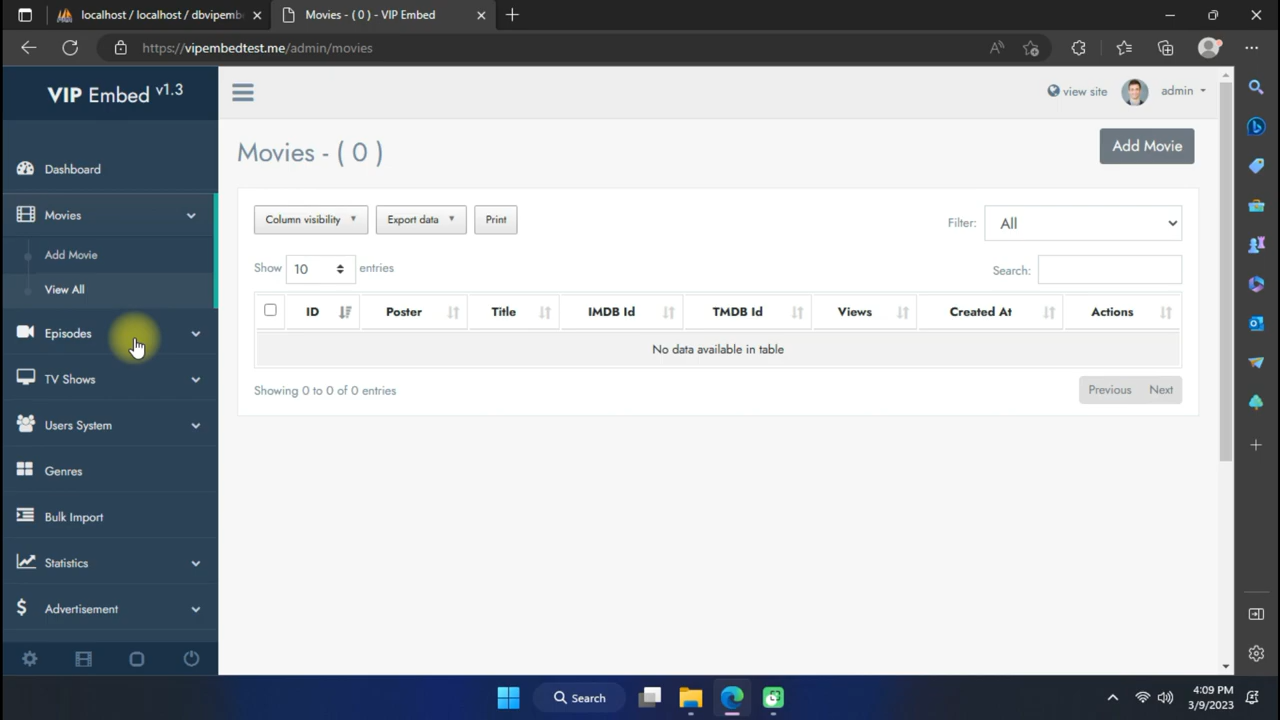 localhost / localhost / dbvipemb
Movies - ( 0 ) - VIP Embed
https://vipembedtest.me/admin/movies
VIP Embed v1.3
view site
admin
Dashboard
Movies
Add Movie
View All
Episodes
TV Shows
Users System
Genres
Bulk Import
Statistics
Advertisement
Movies - ( 0 )
Add Movie
Column visibility
Export data
Print
Filter: All
Show 10 entries
Search:
ID Poster Title IMDB Id TMDB Id Views Created At Actions
No data available in table
Showing 0 to 0 of 0 entries
Previous Next
Search
4:09 PM
3/9/2023